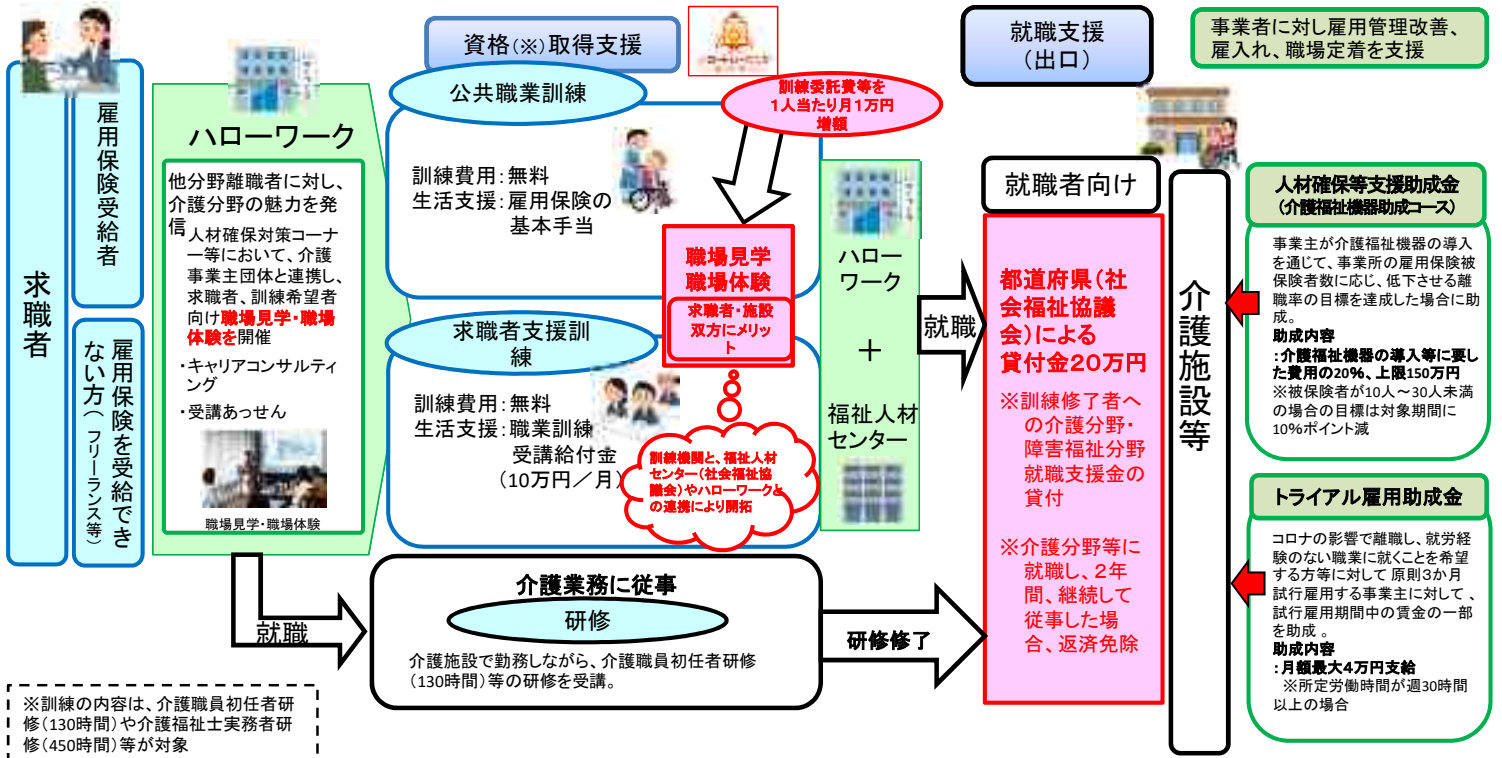 求職者
雇用保険受給者
雇用保険を受給でき
ない方(フリーランス等)
ハローワーク
他分野離職者に対し、
介護分野の魅力を発
信
・人材確保対策コーナ
ー等において、介護
事業主団体と連携し、
求職者、訓練希望者
向け職場見学・職場
体験を開催
・キャリアコンサルティ
ング
・受講あっせん
職場見学・職場体験
資格(※)取得支援
公共職業訓練
訓練費用:無料
生活支援:雇用保険の
基本手当
訓練委託費等を
1人当たり月1万円
増額
求職者支援訓
練
訓練費用:無料
生活支援:職業訓練
受講給付金
(10万円/月)
職場見学
職場体験
求職者・施設
双方にメリッ
ト
訓練機関と、福祉人材
センター(社会福祉協
議会)やハローワークと
の連携により開拓
ハロー
ワーク
+
福祉人材
センター
就職
就職
介護業務に従事
研修
介護施設で勤務しながら、介護職員初任者研修
(130時間)等の研修を受講。
研修修了
※訓練の内容は、介護職員初任者研
修(130時間)や介護福祉士実務者研
修(450時間)等が対象
就職支援
(出口)
就職者向け
都道府県(社
会福祉協議
会)による
貸付金20万円
※訓練修了者へ
の介護分野・
障害福祉分野
就職支援金の
貸付
※介護分野等に
就職し、2年
間、継続して
従事した場
合、返済免除
介護施設等
事業者に対し雇用管理改善、
雇入れ、職場定着を支援
人材確保等支援助成金
(介護福祉機器助成コース)
事業主が介護福祉機器の導入
を通じて、事業所の雇用保険被
保険者数に応じ、低下させる離
職率の目標を達成した場合に助
成。
助成内容
:介護福祉機器の導入等に要し
た費用の20%、上限150万円
※被保険者が10人~30人未満
の場合の目標は対象期間に
10%ポイント減
トライアル雇用助成金
コロナの影響で離職し、就労経
験のない職業に就くことを希望
する方等に対して 原則3か月
試行雇用する事業主に対して 、
試行雇用期間中の賃金の一部
を助成 。
助成内容
:月額最大4万円支給
※所定労働時間が週30時間
以上の場合